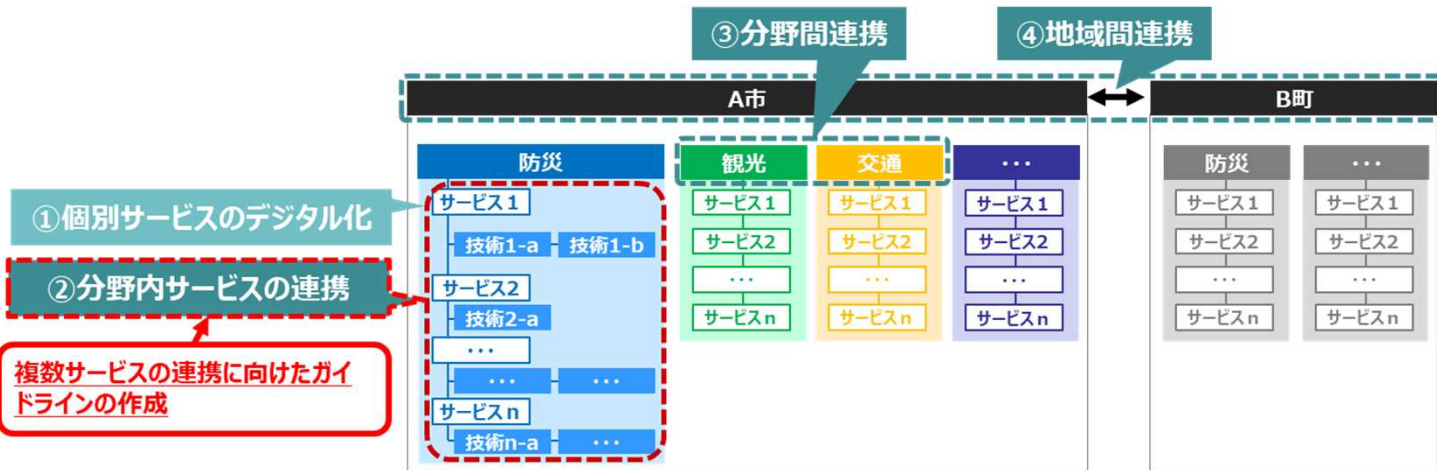 ③分野間連携
④地域間連携
A市
B町
防災
観光
交通
・・・
防災
・・・
①個別サービスのデジタル化
サービス1
技術1-a
技術1-b
②分野内サービスの連携
サービス2
技術2-a
・・・
・・・
・・・
サービスn
技術n-a
・・・
複数サービスの連携に向けたガイ
ドラインの作成
サービス1
サービス2
・・・
サービスn
サービス1
サービス2
・・・
サービスn
サービス1
サービス2
・・・
サービスn
サービス1
サービス2
・・・
サービスn
サービス1
サービス2
・・・
サービスn